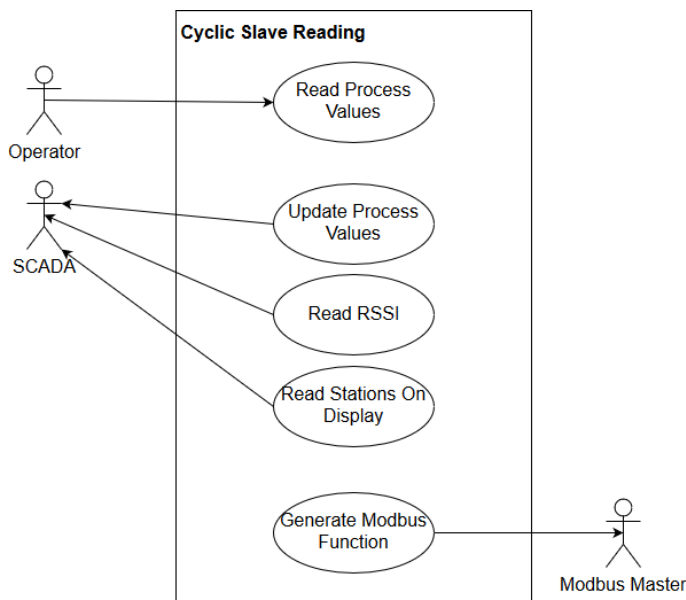 Cyclic Slave Reading
Read Process
Values
Operator
Update Process
Values
SCADA
Read RSSI
Read Stations On
Display
Generate Modbus
Function
Modbus Master